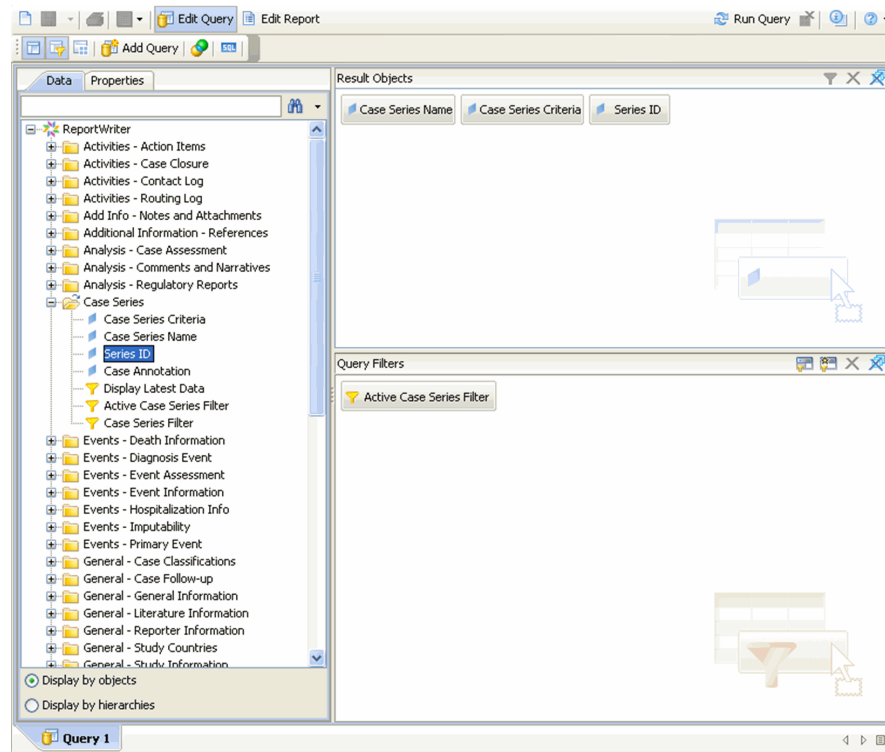 Edit Query Edit Report Run Query
Add Query SQL
Data Properties
Result Objects
Case Series Name Case Series Criteria Series ID
ReportWriter
Activities - Action Items
Activities - Case Closure
Activities - Contact Log
Activities - Routing Log
Add Info - Notes and Attachments
Additional Information - References
Analysis - Case Assessment
Analysis - Comments and Narratives
Analysis - Regulatory Reports
Case Series
Case Series Criteria
Case Series Name
Series ID
Case Annotation
Display Latest Data
Active Case Series Filter
Case Series Filter
Events - Death Information
Events - Diagnosis Event
Events - Event Assessment
Events - Event Information
Events - Hospitalization Info
Events - Imputability
Events - Primary Event
General - Case Classifications
General - Case Follow-up
General - General Information
General - Literature Information
General - Reporter Information
General - Study Countries
General - Study Information
Query Filters
Active Case Series Filter
Display by objects
Display by hierarchies
Query 1